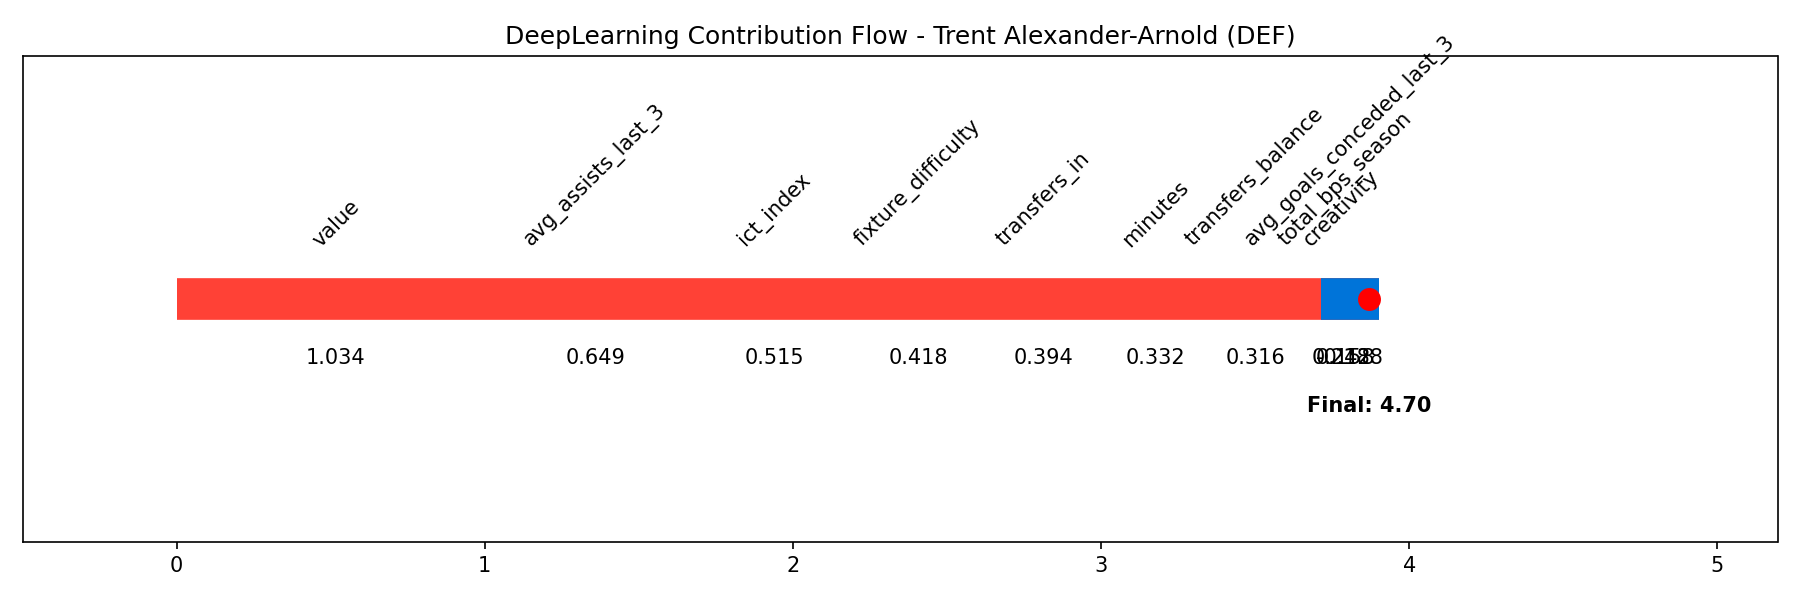 DeepLearning Contribution Flow - Trent Alexander-Arnold (DEF)
value
avg_assists_last_3
ict_index
fixture_difficulty
transfers_in
minutes
transfers_balance
avg_goals_conceded_last_3
total_bps_season
creativity
1.034
0.649
0.515
0.418
0.394
0.332
0.316
Final: 4.70
0
1
2
3
4
5